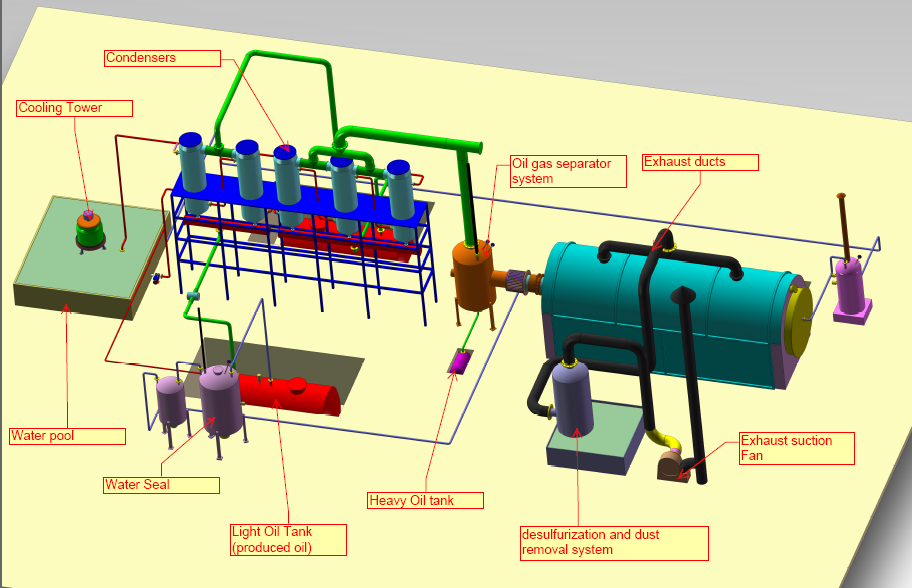 Condensers
Cooling Tower
Oil gas separator
system
Exhaust ducts
Water pool
Water Seal
Light Oil Tank
(produced oil)
Heavy Oil tank
desulfurization and dust
removal system
Exhaust suction
Fan